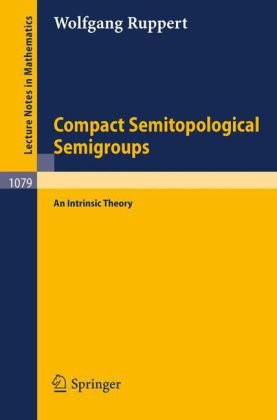 Wolfgang Ruppert
Lecture Notes in Mathematics
Compact Semitopological
Semigroups
1079
An Intrinsic Theory
Springer